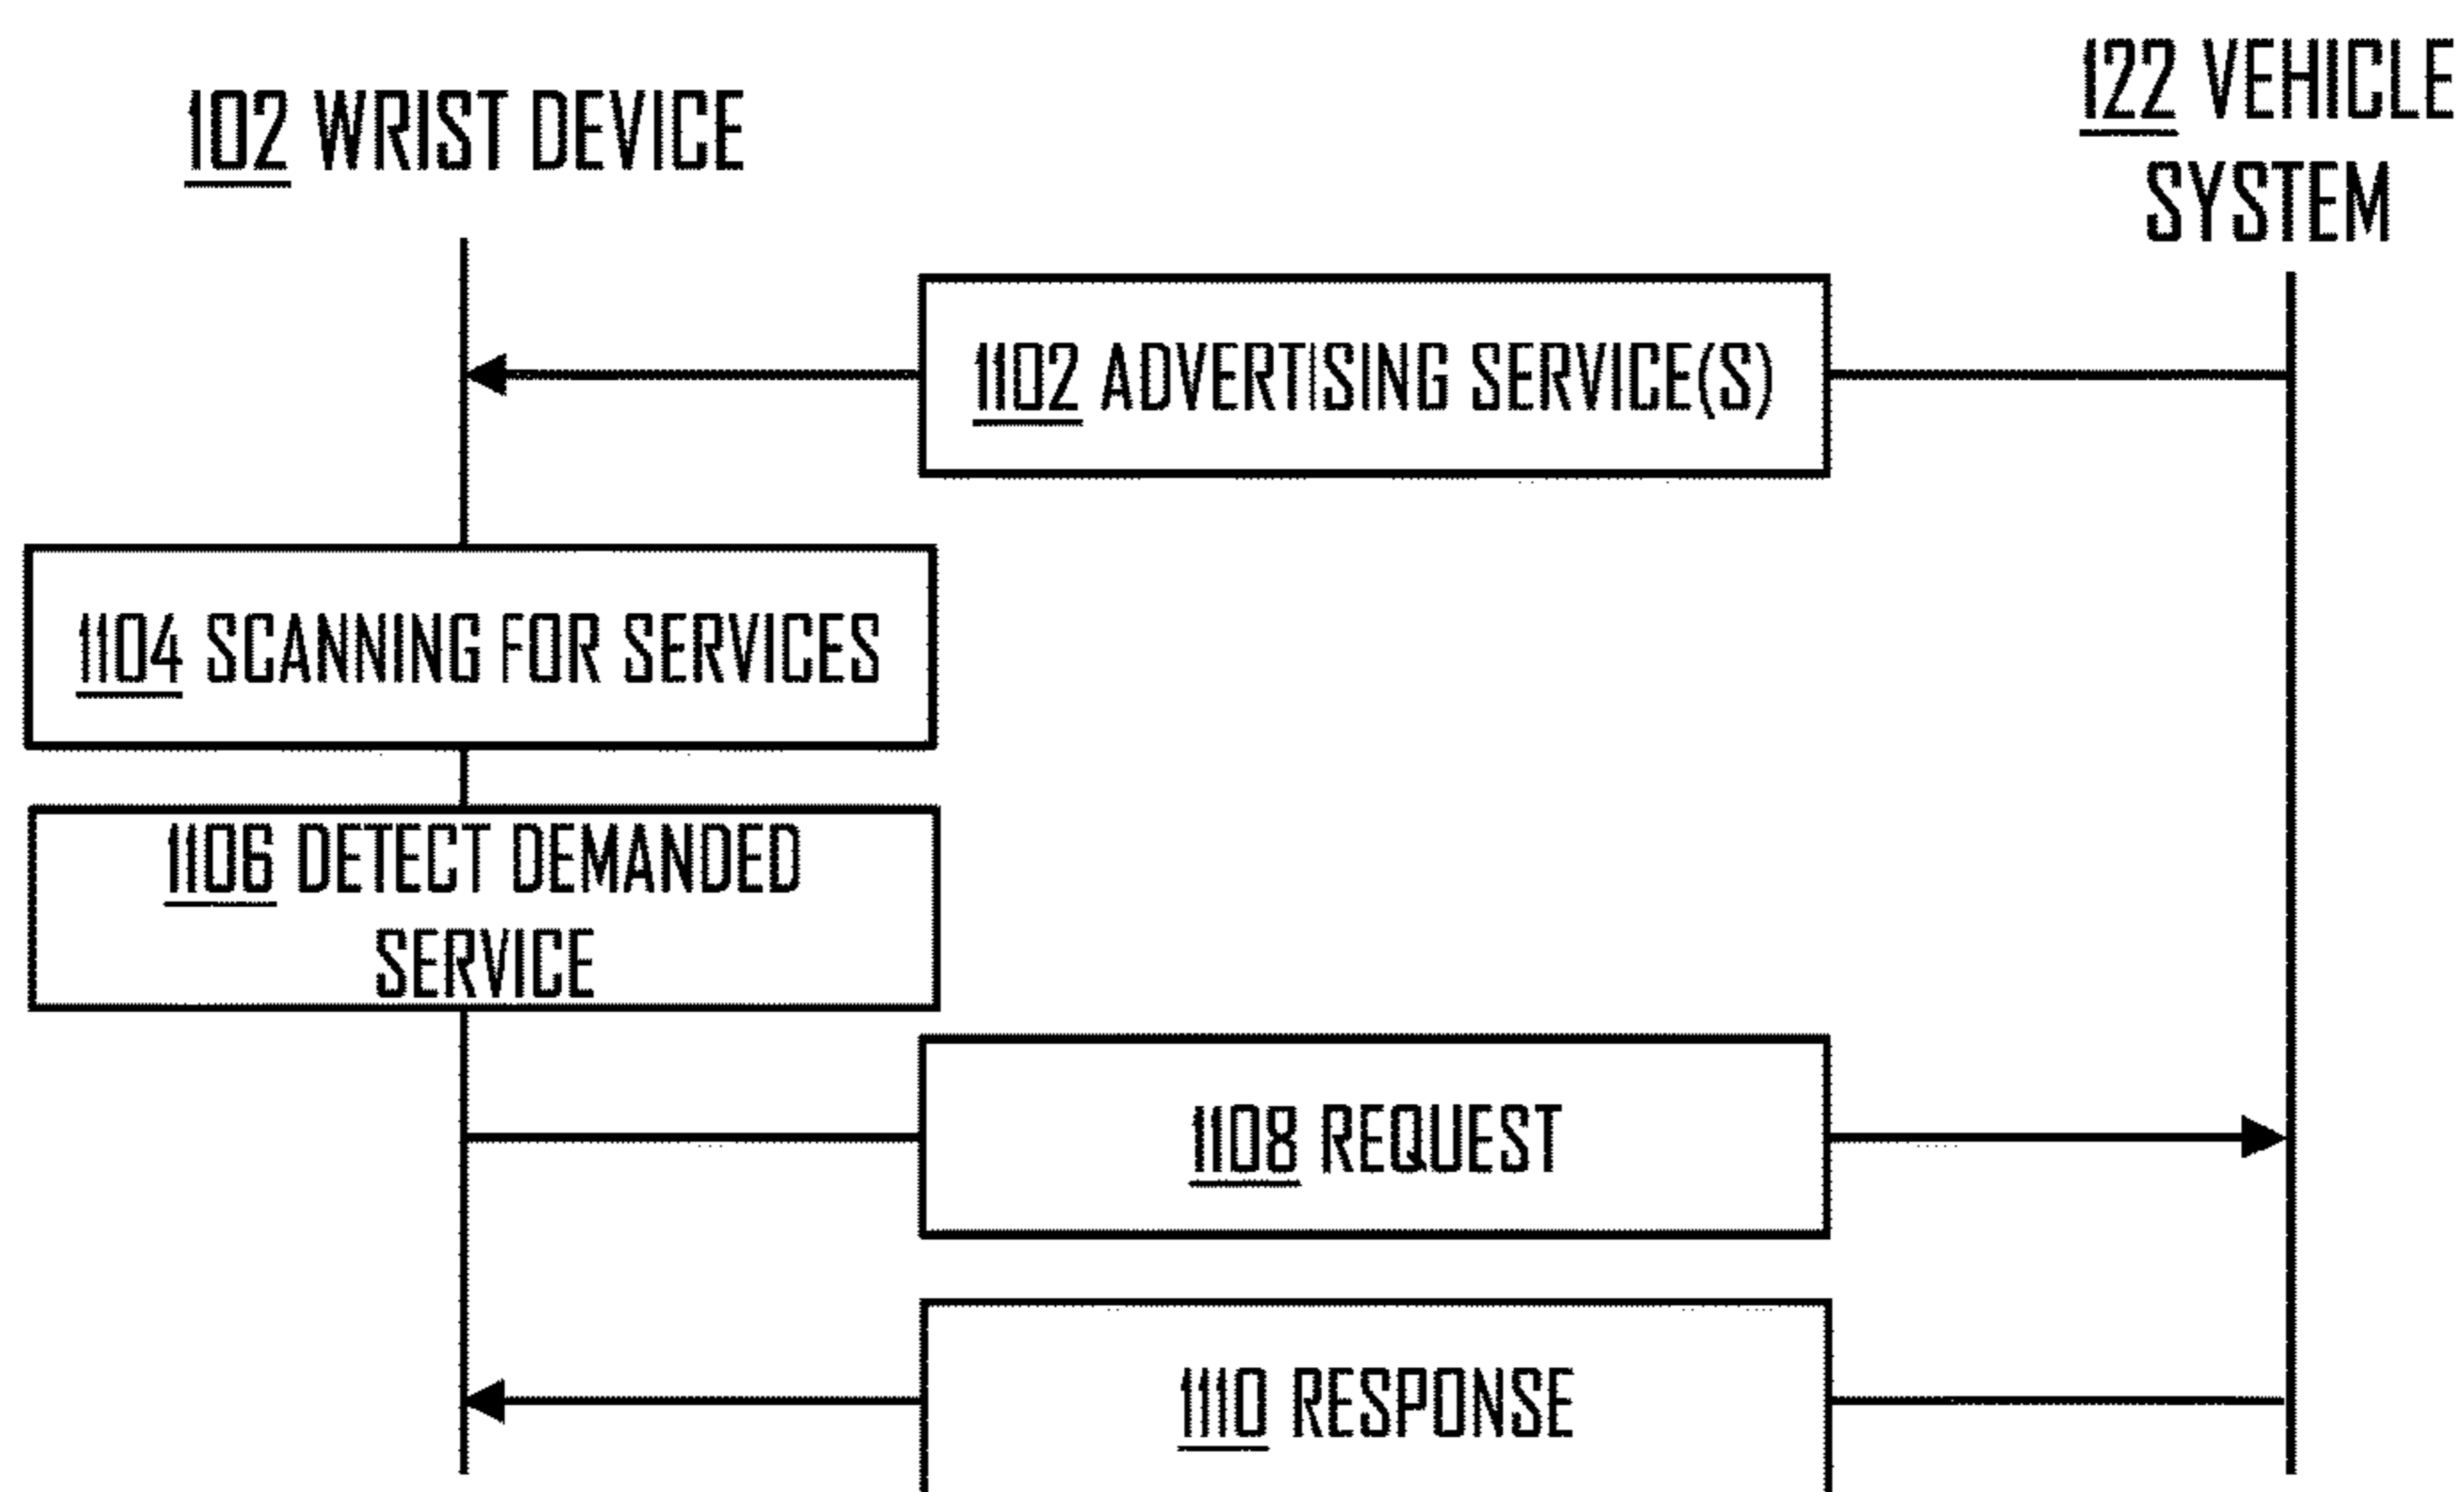 102 WRIST DEVICE
122 VEHICLE
SYSTEM
1102 ADVERTISING SERVICE(S)
1104 SCANNING FOR SERVICES
1106 DETECT DEMANDED
SERVICE
1108 REQUEST
1110 RESPONSE